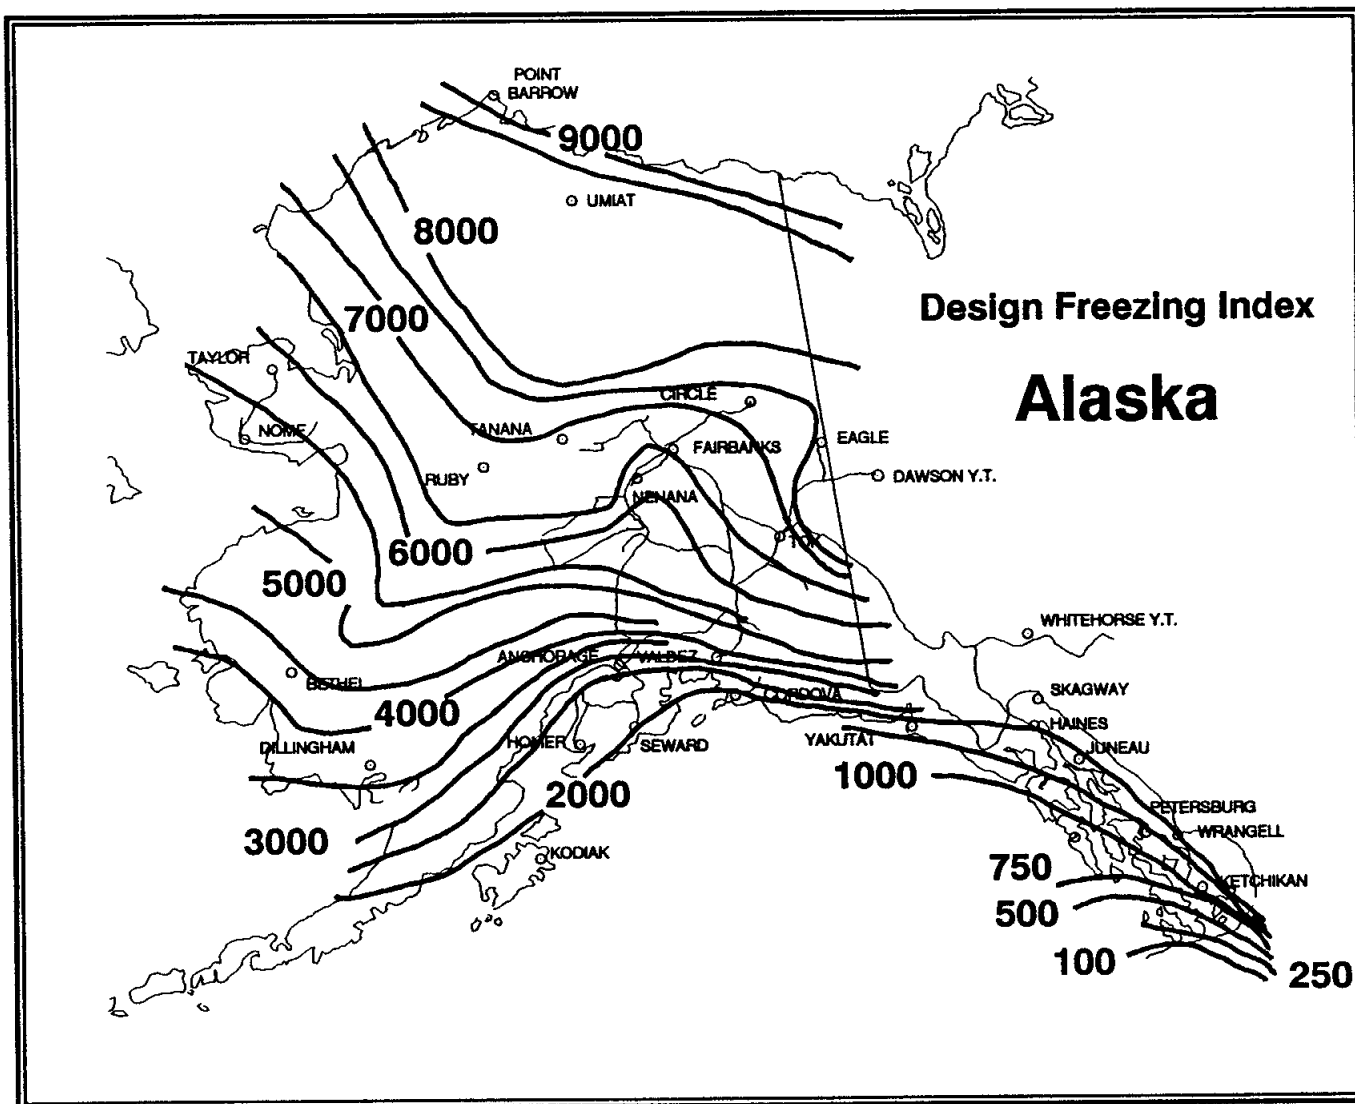 POINT
BARROW
9000
UMIAT
8000
Design Freezing Index
7000
Alaska
TAYLOR
CIRCLE
NOME
TANANA
EAGLE
FAIRBANKS
RUBY
DAWSON Y.T.
NENANA
TOK
6000
5000
WHITEHORSE Y.T.
ANCHORAGE
VALDEZ
BETHEL
SKAGWAY
CORDOVA
4000
HAINES
DILLINGHAM
HOMER
SEWARD
YAKUTAT
JUNEAU
1000
2000
PETERSBURG
WRANGELL
3000
KODIAK
750
KETCHIKAN
500
100
250